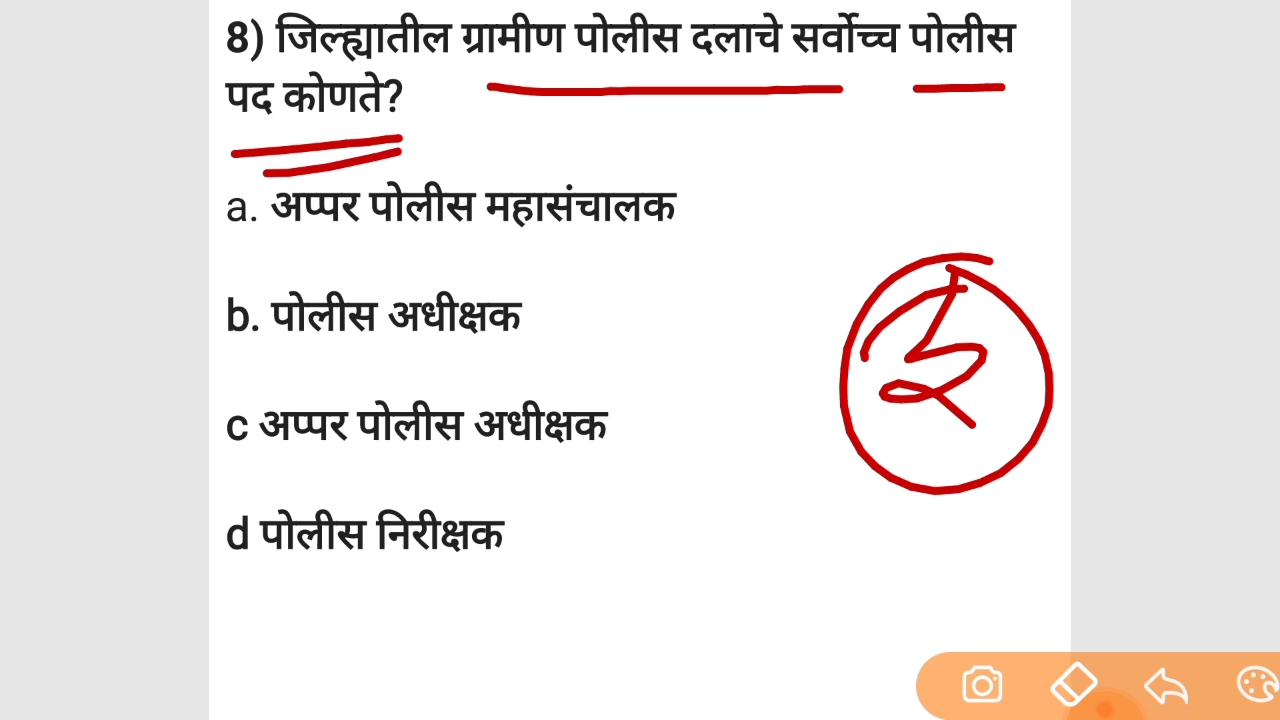 8) जिल्ह्यातील ग्रामीण पोलीस दलाचे सर्वोच्च पोलीस
पद कोणते?
a. अप्पर पोलीस महासंचालक
b. पोलीस अधीक्षक
c अप्पर पोलीस अधीक्षक
d पोलीस निरीक्षक